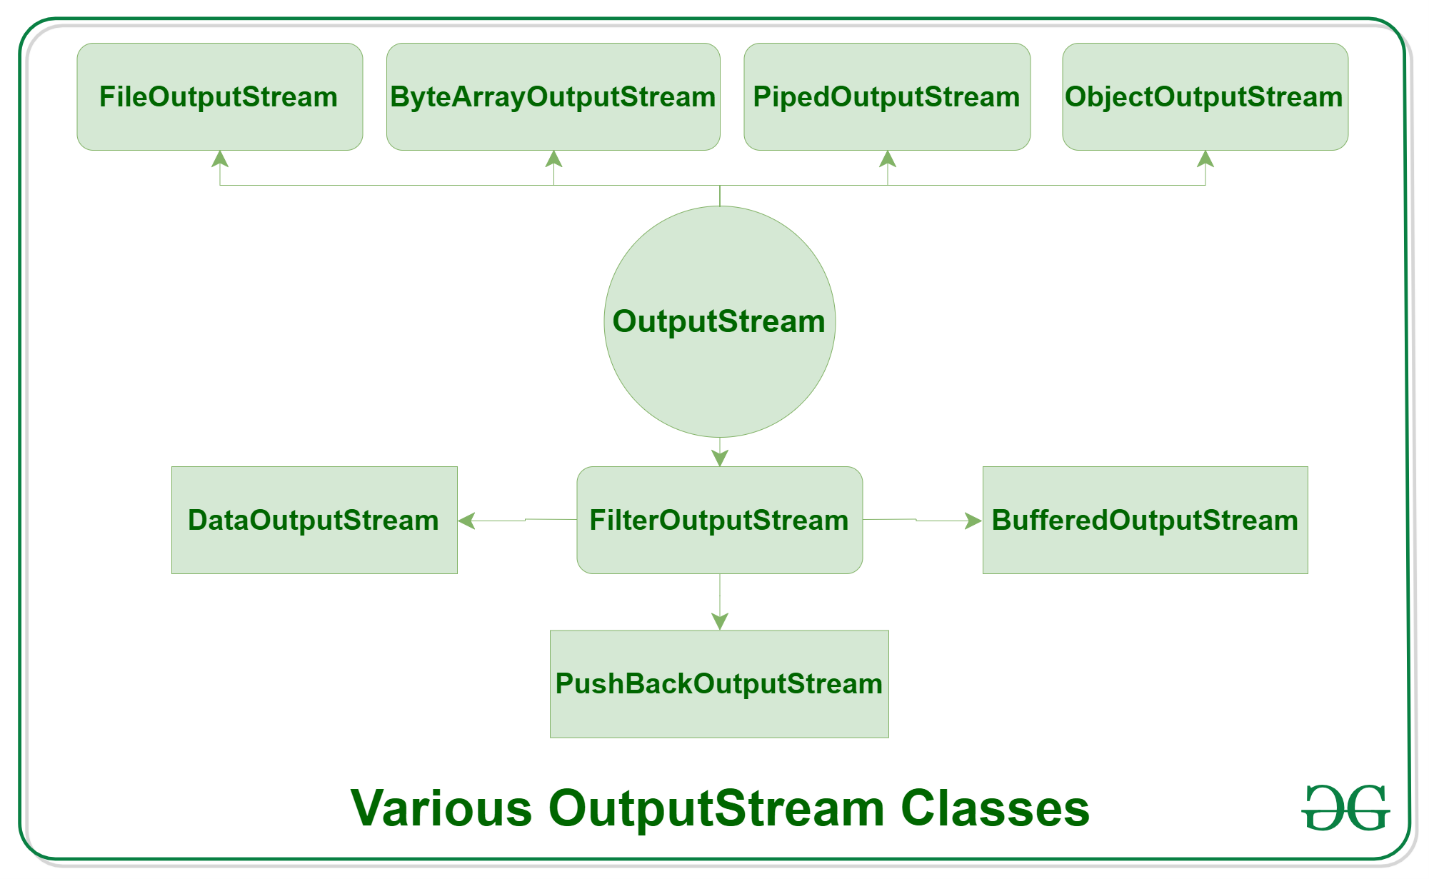 FileOutputStream
ByteArrayOutputStream
PipedOutputStream
ObjectOutputStream
OutputStream
DataOutputStream
FilterOutputStream
BufferedOutputStream
PushBackOutputStream
Various OutputStream Classes